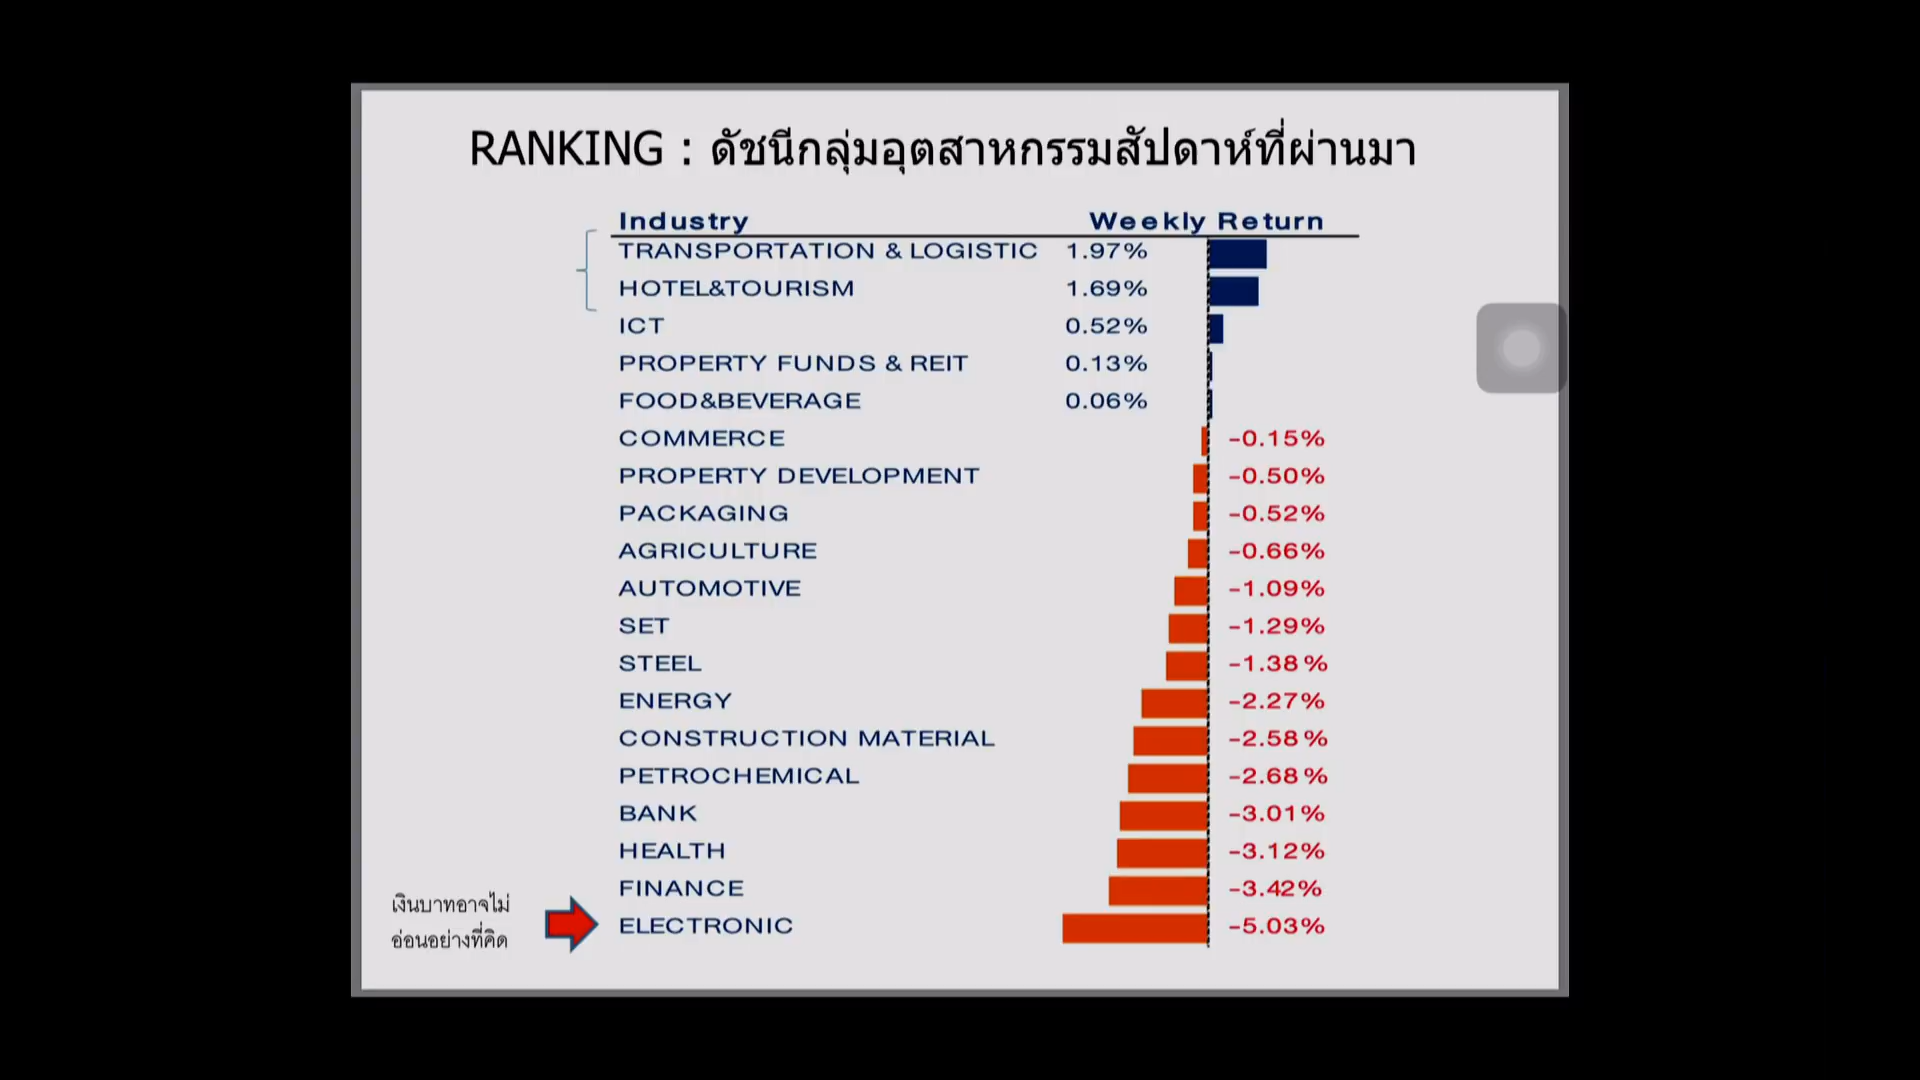 RANKING : ดัชนีกลุ่มอุตสาหกรรมสัปดาห์ที่ผ่านมา
Industry Weekly Return
TRANSPORTATION & LOGISTIC 1.97%
HOTEL&TOURISM 1.69%
ICT 0.52%
PROPERTY FUNDS & REIT 0.13%
FOOD&BEVERAGE 0.06%
COMMERCE -0.15%
PROPERTY DEVELOPMENT -0.50%
PACKAGING -0.52%
AGRICULTURE -0.66%
AUTOMOTIVE -1.09%
SET -1.29%
STEEL -1.38%
ENERGY -2.27%
CONSTRUCTION MATERIAL -2.58%
PETROCHEMICAL -2.68%
BANK -3.01%
HEALTH -3.12%
FINANCE -3.42%
ELECTRONIC -5.03%
เงินบาทอาจไม่
อ่อนอย่างที่คิด